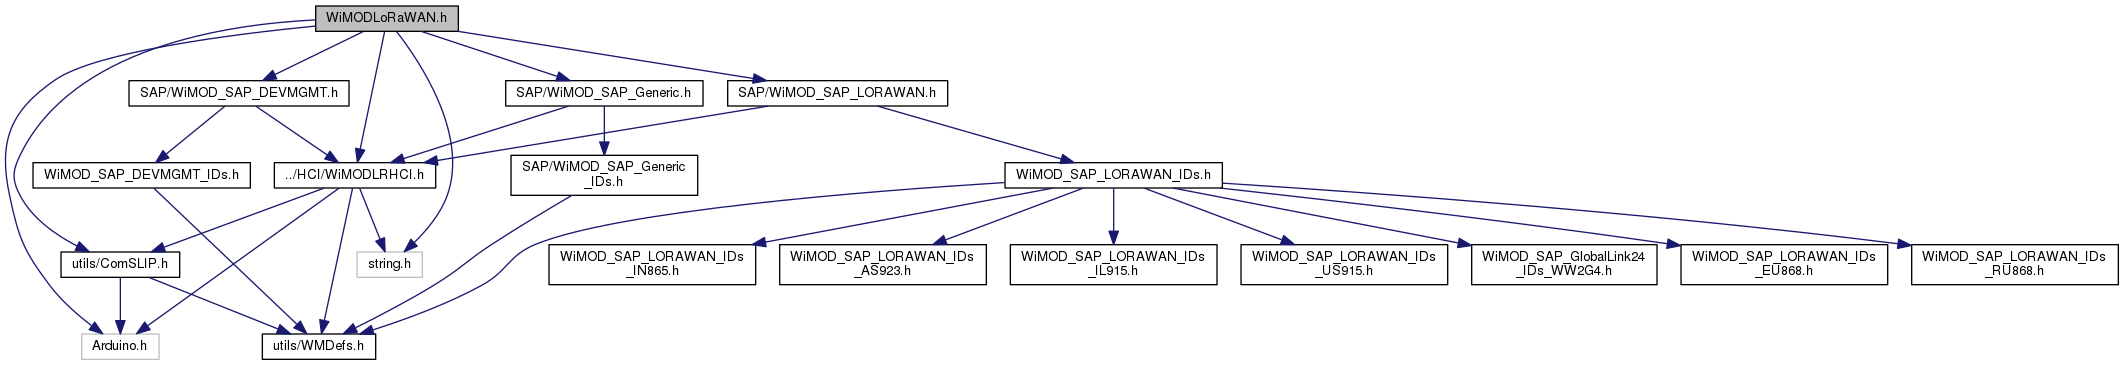 WiMODLoRaWAN.h
SAP/WiMOD_SAP_DEVMGMT.h
SAP/WiMOD_SAP_Generic.h
SAP/WiMOD_SAP_LORAWAN.h
WiMOD_SAP_DEVMGMT_IDs.h
../HCI/WiMODLRHCI.h
SAP/WiMOD_SAP_Generic
_IDs.h
WiMOD_SAP_LORAWAN_IDs.h
utils/ComSLIP.h
string.h
WiMOD_SAP_LORAWAN_IDs
_IN865.h
WiMOD_SAP_LORAWAN_IDs
_AS923.h
WiMOD_SAP_LORAWAN_IDs
_IL915.h
WiMOD_SAP_LORAWAN_IDs
_US915.h
WiMOD_SAP_GlobalLink24
_IDs_WW2G4.h
WiMOD_SAP_LORAWAN_IDs
_EU868.h
WiMOD_SAP_LORAWAN_IDs
_RU868.h
Arduino.h
utils/WMDefs.h